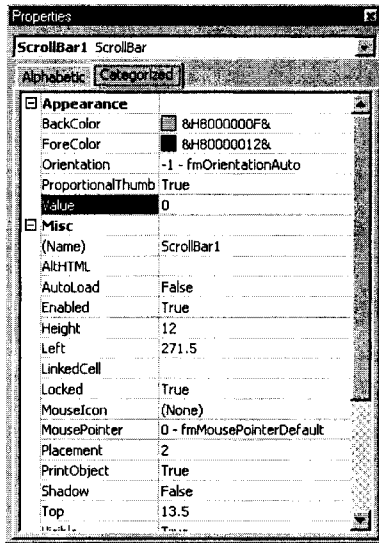 Properties
ScrollBar1 ScrollBar
Alphabetic Categorized
Appearance
BackColor &H8000000F&
ForeColor &H80000012&
Orientation -1 - fmOrientationAuto
ProportionalThumb True
Value 0
Misc
(Name) ScrollBar1
AltHTML
AutoLoad False
Enabled True
Height 12
Left 271.5
LinkedCell
Locked True
MouseIcon (None)
MousePointer 0 - fmMousePointerDefault
Placement 2
PrintObject True
Shadow False
Top 13.5